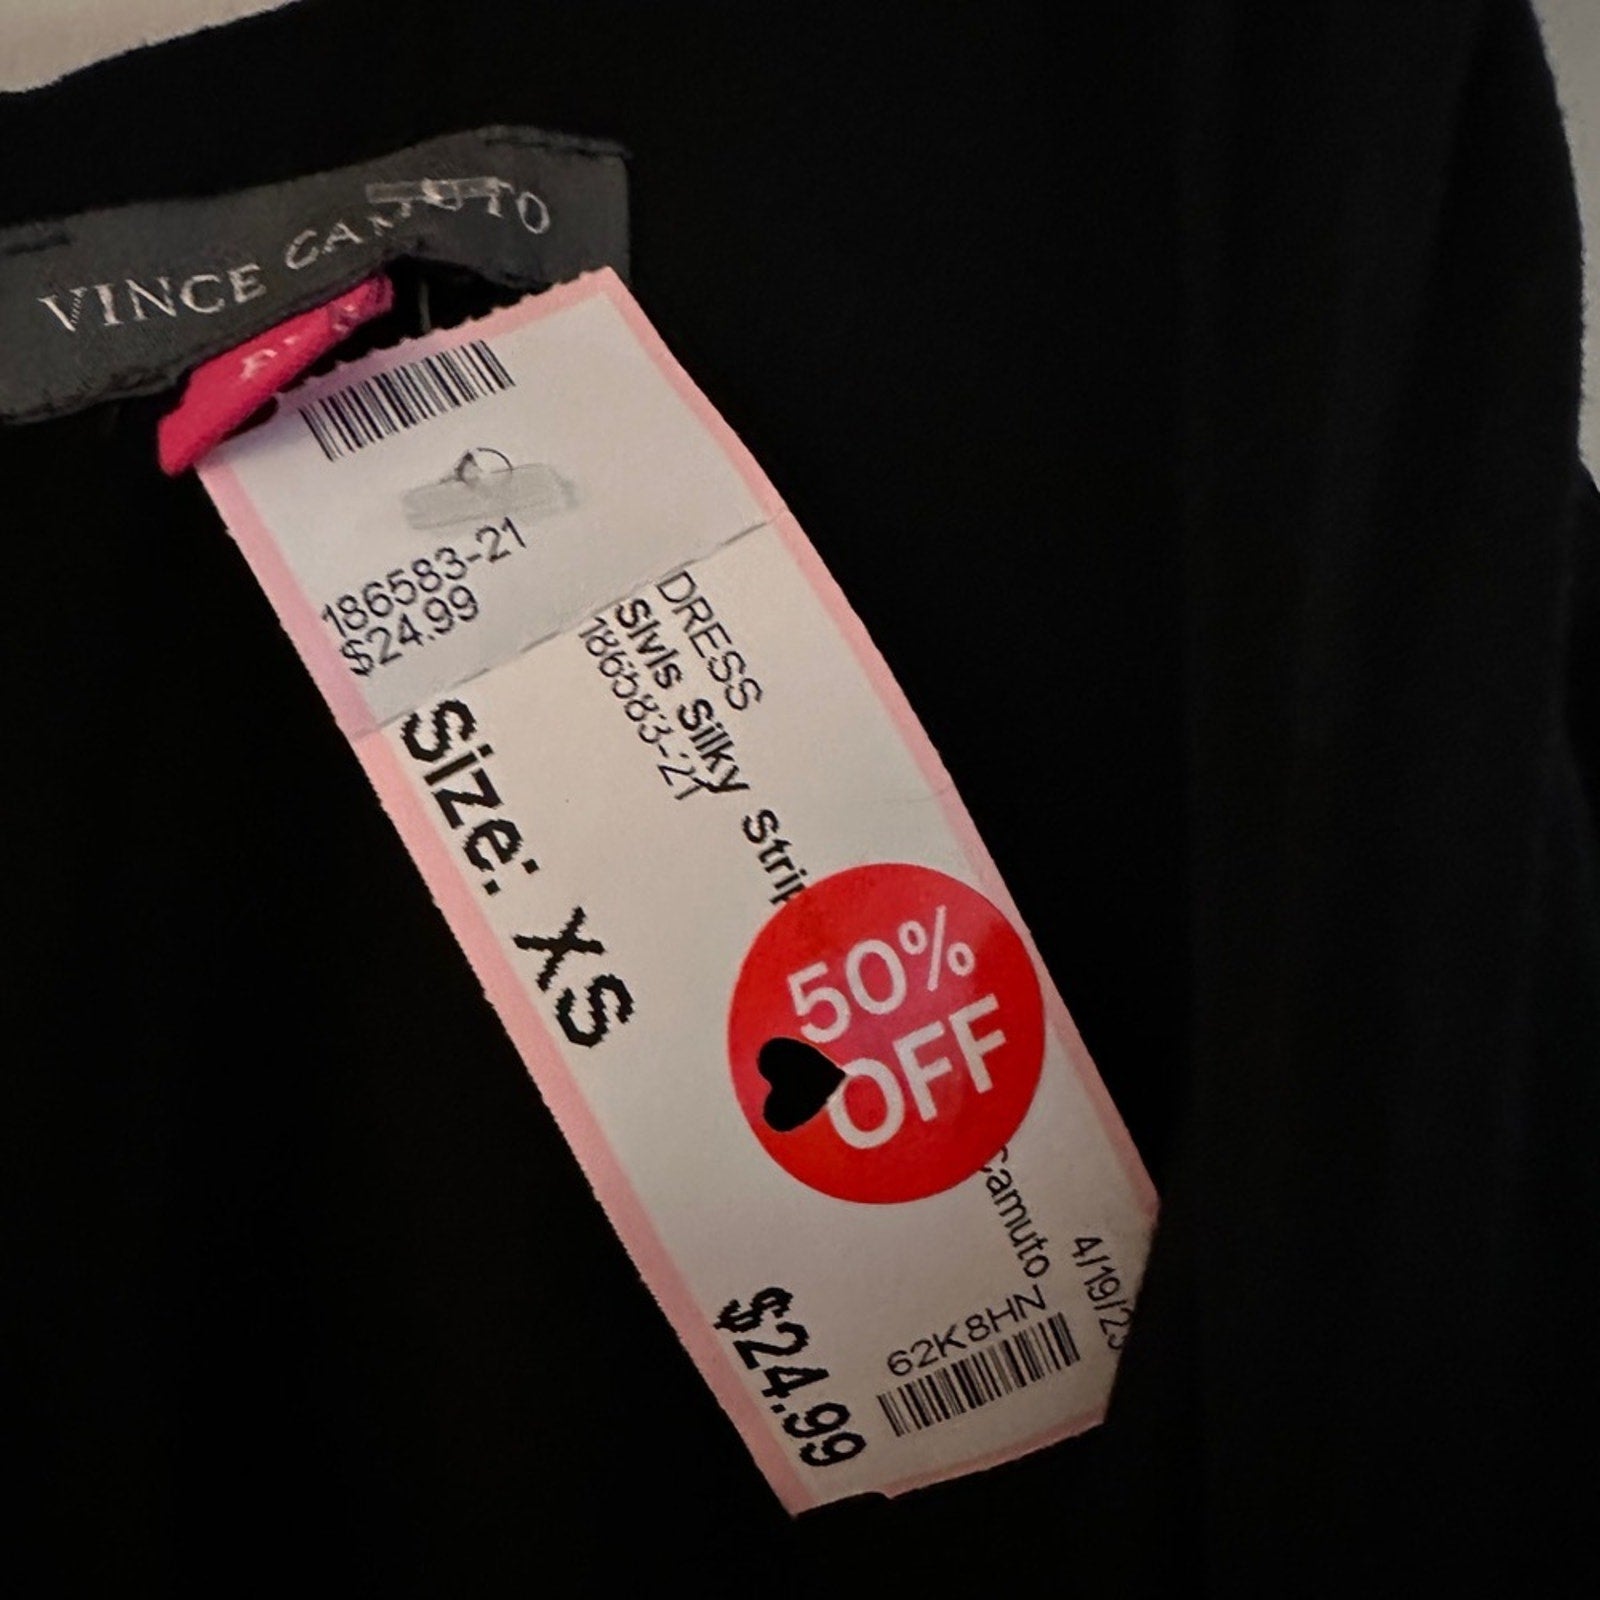 VINCE CAMUTO
186583-21
$24.99
DRESS
Slvls Silky Strip
186583-21
Size: XS
50%
OFF
camuto
4/19/23
62K8HN
$24.99